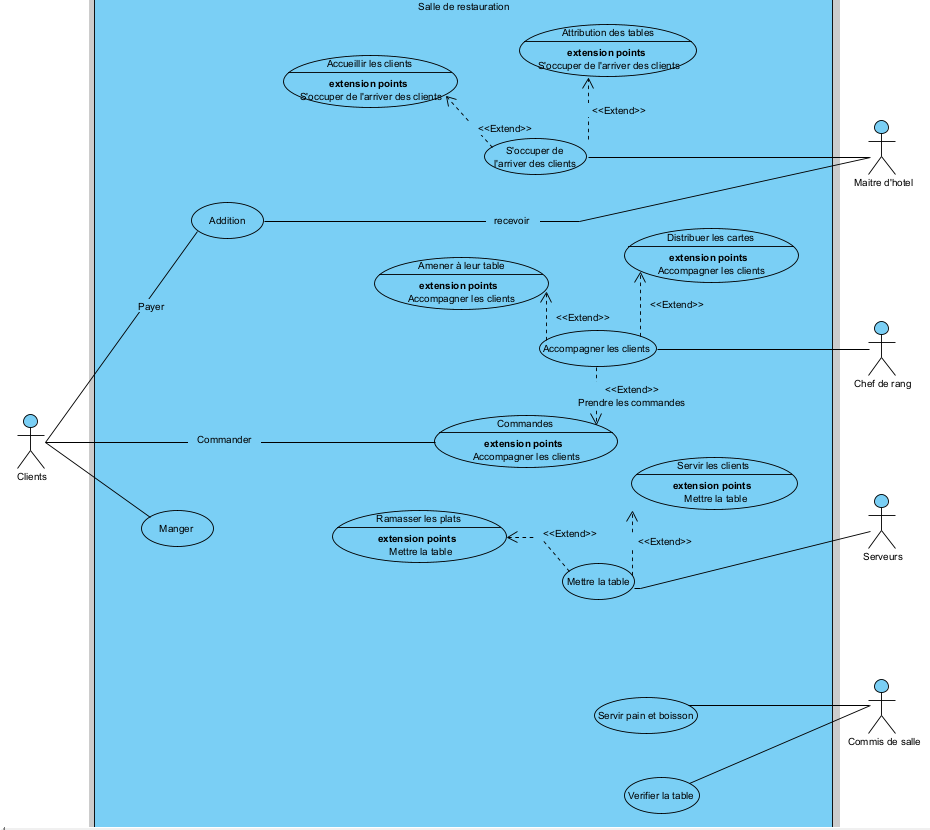 Salle de restauration
Attribution des tables
extension points
S'occuper de l'arriver des clients
Accueillir les clients
extension points
S'occuper de l'arriver des clients
<<Extend>>
<<Extend>>
S'occuper de
l'arriver des clients
Maitre d'hotel
Addition
recevoir
Distribuer les cartes
extension points
Accompagner les clients
Amener à leur table
extension points
Accompagner les clients
<<Extend>>
<<Extend>>
Payer
Accompagner les clients
Chef de rang
<<Extend>>
Prendre les commandes
Commandes
extension points
Accompagner les clients
Commander
Clients
Servir les clients
extension points
Mettre la table
Ramasser les plats
extension points
Mettre la table
Manger
<<Extend>>
<<Extend>>
Serveurs
Mettre la table
Servir pain et boisson
Commis de salle
Verifier la table